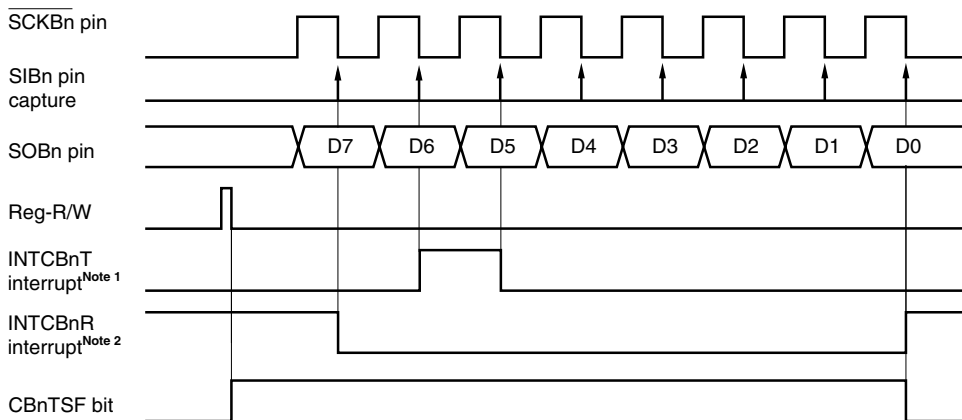 SCKBn pin
SIBn pin
capture
SOBn pin
D7 D6 D5 D4 D3 D2 D1 D0
Reg-R/W
INTCBnT
interruptNote 1
INTCBnR
interruptNote 2
CBnTSF bit